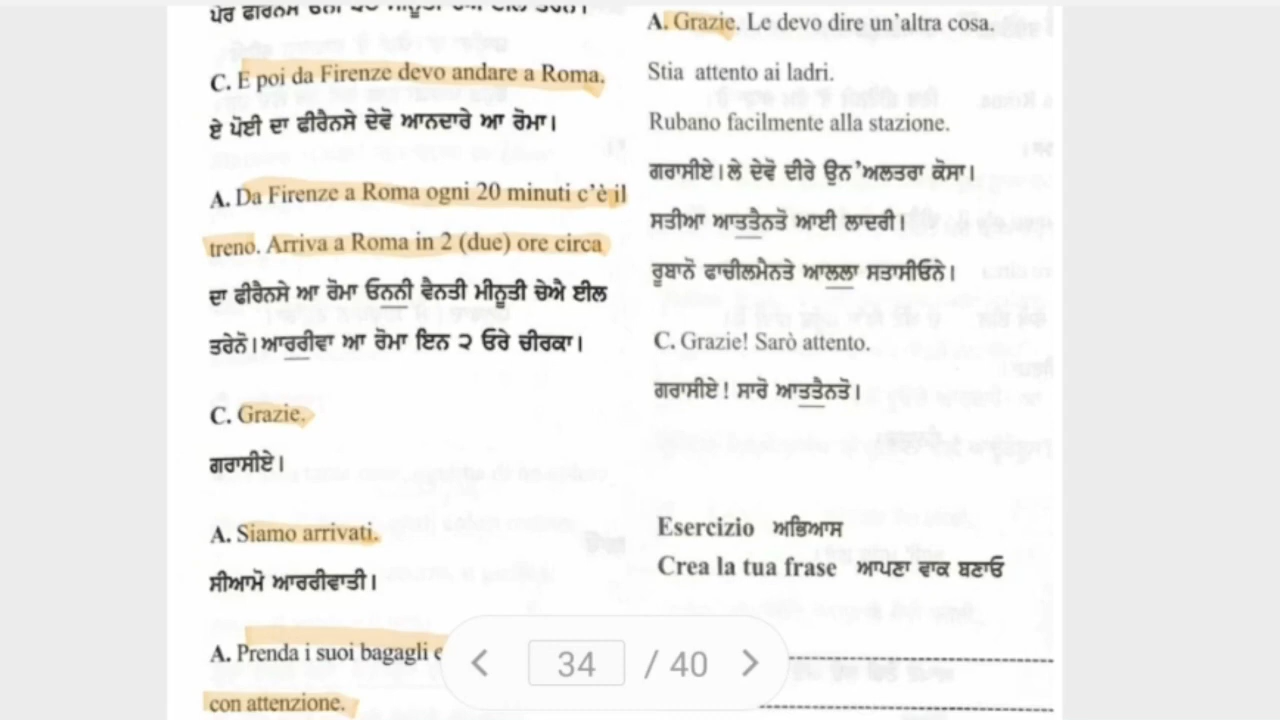 C. E poi da Firenze devo andare a Roma.
ਏ ਪੋਈ ਦਾ ਫੀਰੈਨਸੇ ਦੇਵੋ ਆਨਦਾਰੇ ਆ ਰੋਮਾ।
A. Da Firenze a Roma ogni 20 minuti c'è il
treno. Arriva a Roma in 2 (due) ore circa
ਦਾ ਫੀਰੈਨਸੇ ਆ ਰੋਮਾ ਓਨਨੀ ਵੈਨਤੀ ਮੀਨੂਤੀ ਚੇਐ ਈਲ
ਤਰੇਨੋ। ਆਰਰੀਵਾ ਆ ਰੋਮਾ ਇਨ ੨ ਓਰੇ ਚੀਰਕਾ।
C. Grazie.
ਗਰਾਸੀਏ।
A. Siamo arrivati.
ਸੀਆਮੋ ਆਰਰੀਵਾਤੀ।
A. Prenda i suoi bagagli
con attenzione.
A. Grazie. Le devo dire un'altra cosa.
Stia attento ai ladri.
Rubano facilmente alla stazione.
ਗਰਾਸੀਏ। ਲੇ ਦੇਵੋ ਦੀਰੇ ਉਨ'ਅਲਤਰਾ ਕੋਸਾ।
ਸਤੀਆ ਆਤਤੈਨਤੋ ਆਈ ਲਾਦਰੀ।
ਰੂਬਾਨੋ ਫਾਚੀਲਮੈਨਤੇ ਆਲਲਾ ਸਤਾਸੀਓਨੇ।
C. Grazie! Sarò attento.
ਗਰਾਸੀਏ! ਸਾਰੋ ਆਤਤੈਨਤੋ।
Esercizio ਅਭਿਆਸ
Crea la tua frase ਆਪਣਾ ਵਾਕ ਬਣਾਓ
34 / 40